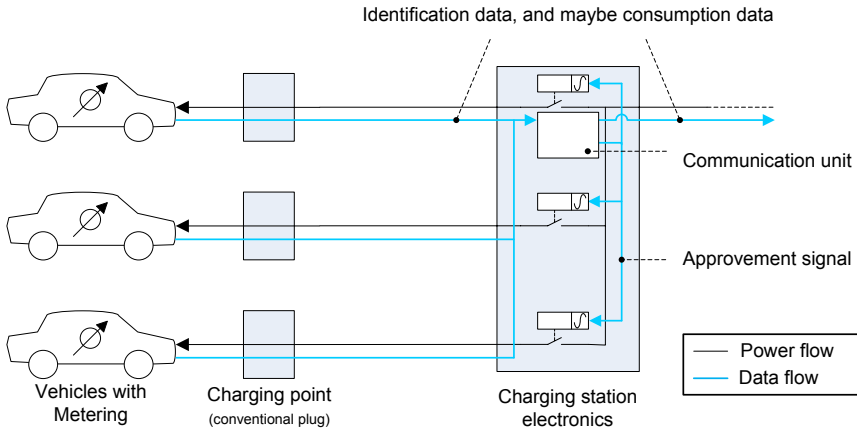 Identification data, and maybe consumption data
Communication unit
Approvement signal
Power flow
Data flow
Vehicles with
Metering
Charging point
(conventional plug)
Charging station
electronics